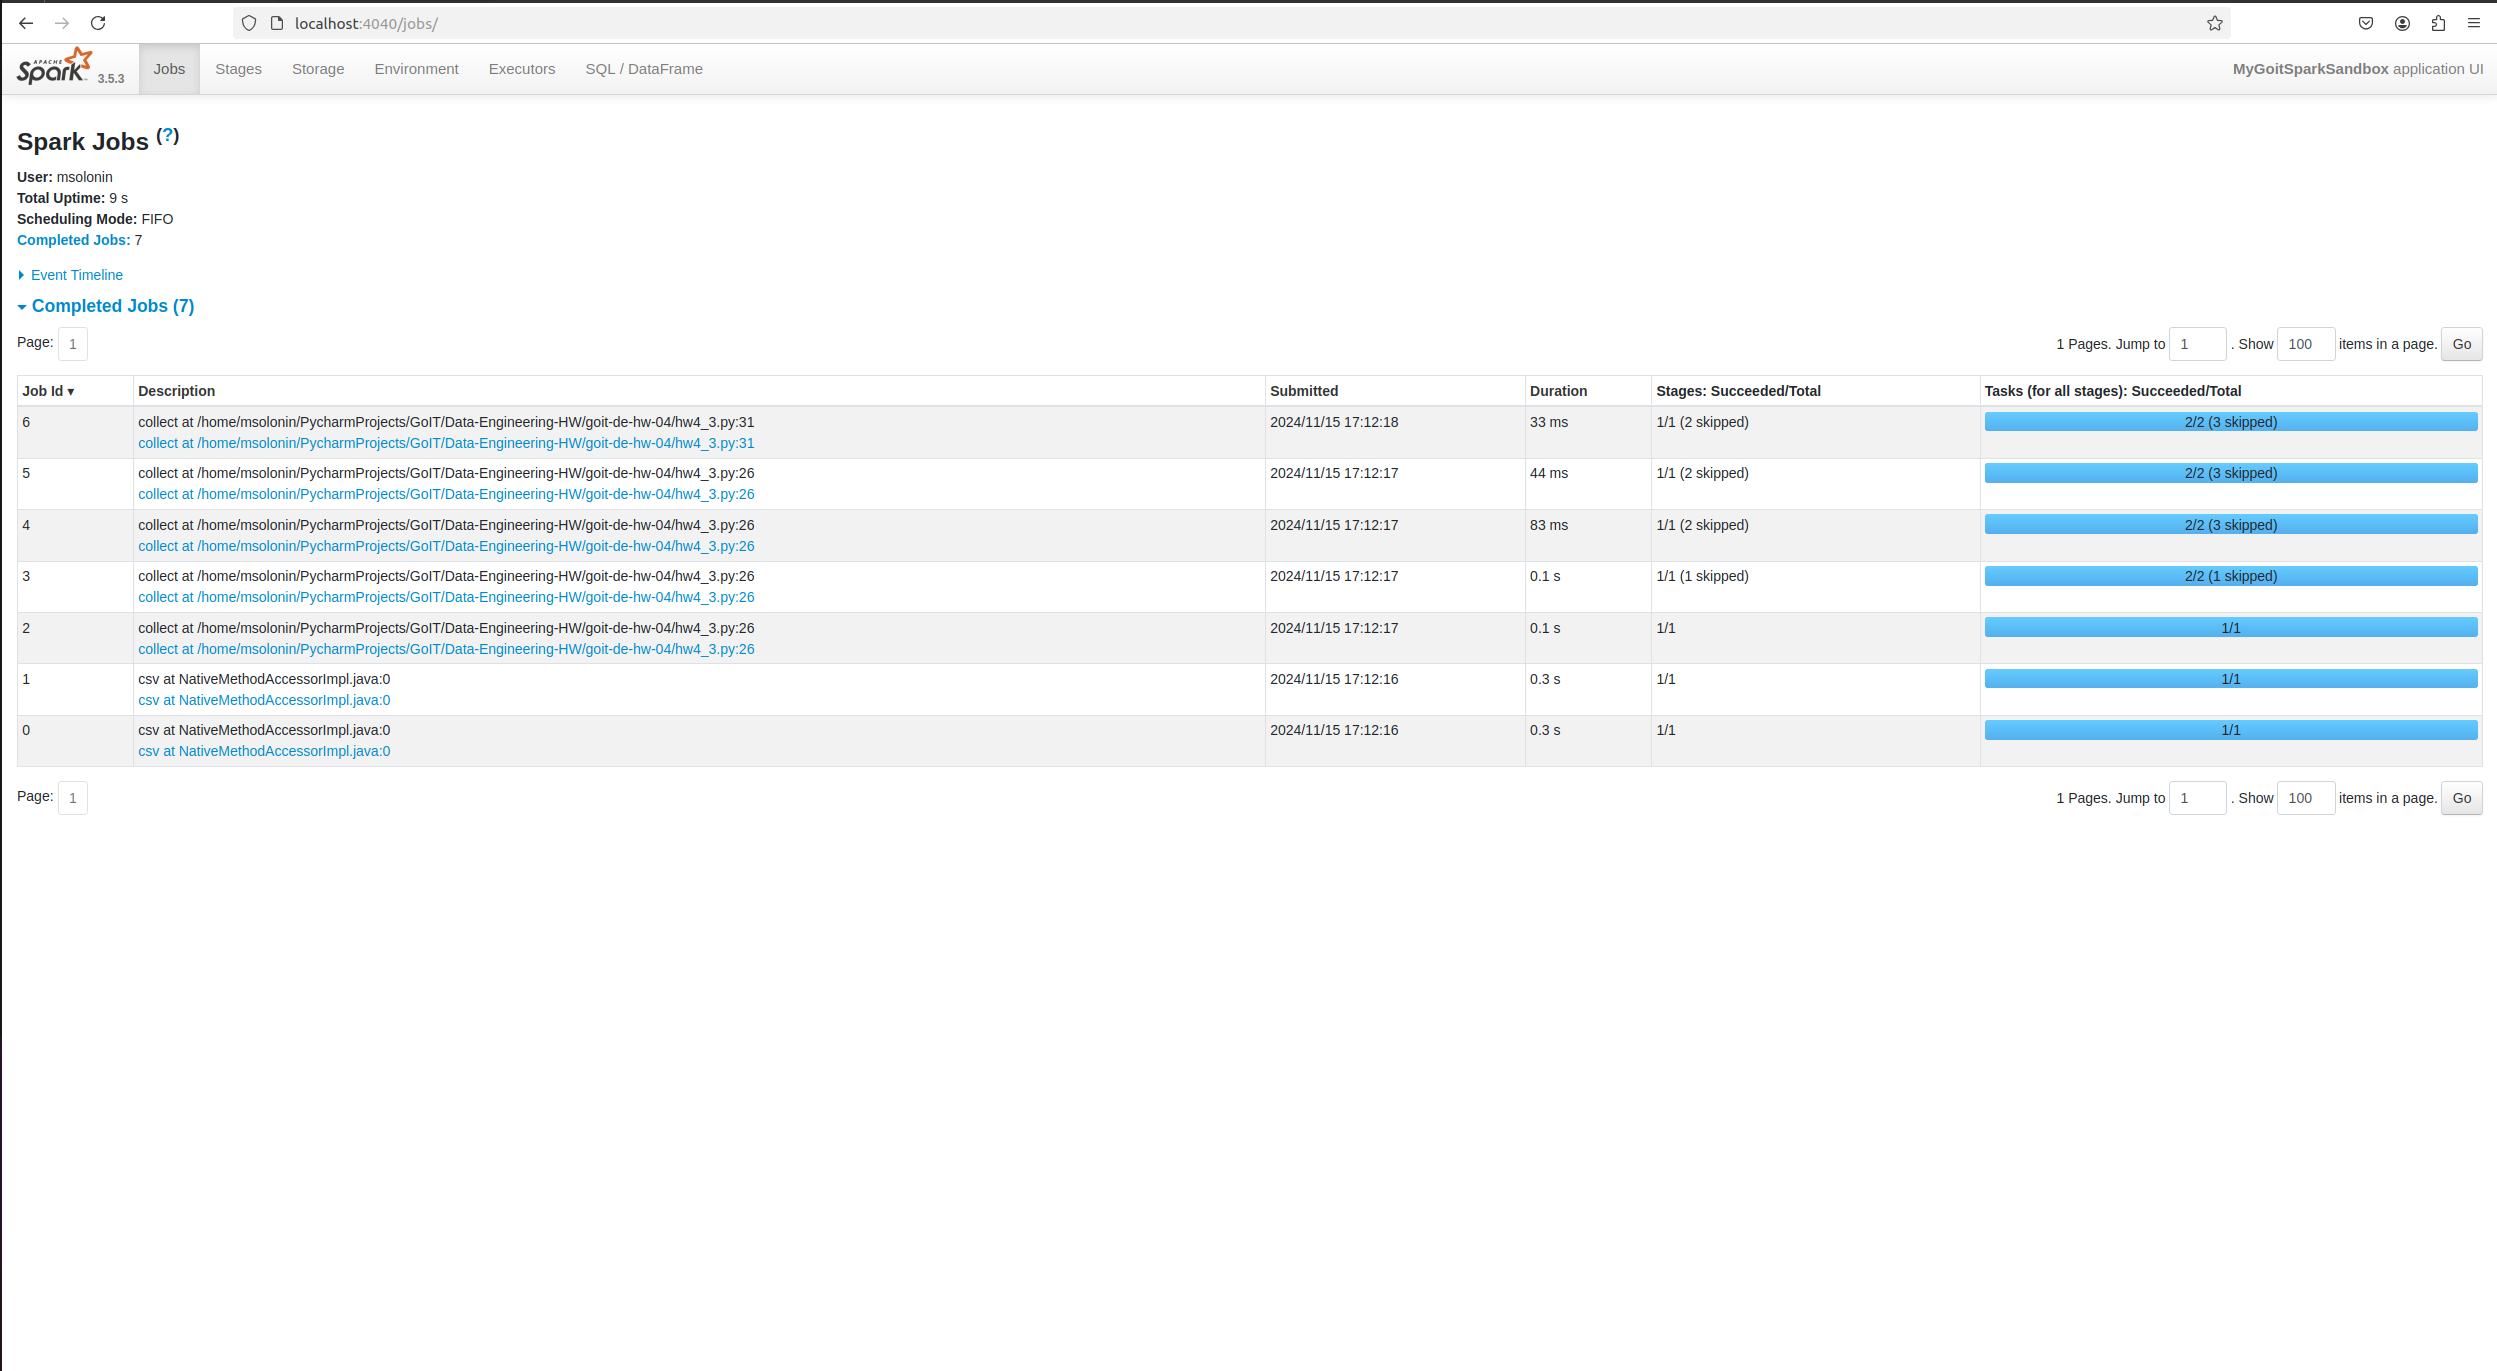 localhost:4040/jobs/
APACHE Spark 3.5.3 Jobs Stages Storage Environment Executors SQL / DataFrame MyGoitSparkSandbox application UI
Spark Jobs (?)
User: msolonin
Total Uptime: 9 s
Scheduling Mode: FIFO
Completed Jobs: 7
Event Timeline
Completed Jobs (7)
Page: 1 1 Pages. Jump to 1 . Show 100 items in a page. Go
Job Id ▾ Description Submitted Duration Stages: Succeeded/Total Tasks (for all stages): Succeeded/Total
6 collect at /home/msolonin/PycharmProjects/GoIT/Data-Engineering-HW/goit-de-hw-04/hw4_3.py:31 2024/11/15 17:12:18 33 ms 1/1 (2 skipped) 2/2 (3 skipped)
collect at /home/msolonin/PycharmProjects/GoIT/Data-Engineering-HW/goit-de-hw-04/hw4_3.py:31
5 collect at /home/msolonin/PycharmProjects/GoIT/Data-Engineering-HW/goit-de-hw-04/hw4_3.py:26 2024/11/15 17:12:17 44 ms 1/1 (2 skipped) 2/2 (3 skipped)
collect at /home/msolonin/PycharmProjects/GoIT/Data-Engineering-HW/goit-de-hw-04/hw4_3.py:26
4 collect at /home/msolonin/PycharmProjects/GoIT/Data-Engineering-HW/goit-de-hw-04/hw4_3.py:26 2024/11/15 17:12:17 83 ms 1/1 (2 skipped) 2/2 (3 skipped)
collect at /home/msolonin/PycharmProjects/GoIT/Data-Engineering-HW/goit-de-hw-04/hw4_3.py:26
3 collect at /home/msolonin/PycharmProjects/GoIT/Data-Engineering-HW/goit-de-hw-04/hw4_3.py:26 2024/11/15 17:12:17 0.1 s 1/1 (1 skipped) 2/2 (1 skipped)
collect at /home/msolonin/PycharmProjects/GoIT/Data-Engineering-HW/goit-de-hw-04/hw4_3.py:26
2 collect at /home/msolonin/PycharmProjects/GoIT/Data-Engineering-HW/goit-de-hw-04/hw4_3.py:26 2024/11/15 17:12:17 0.1 s 1/1 1/1
collect at /home/msolonin/PycharmProjects/GoIT/Data-Engineering-HW/goit-de-hw-04/hw4_3.py:26
1 csv at NativeMethodAccessorImpl.java:0 2024/11/15 17:12:16 0.3 s 1/1 1/1
csv at NativeMethodAccessorImpl.java:0
0 csv at NativeMethodAccessorImpl.java:0 2024/11/15 17:12:16 0.3 s 1/1 1/1
csv at NativeMethodAccessorImpl.java:0
Page: 1 1 Pages. Jump to 1 . Show 100 items in a page. Go